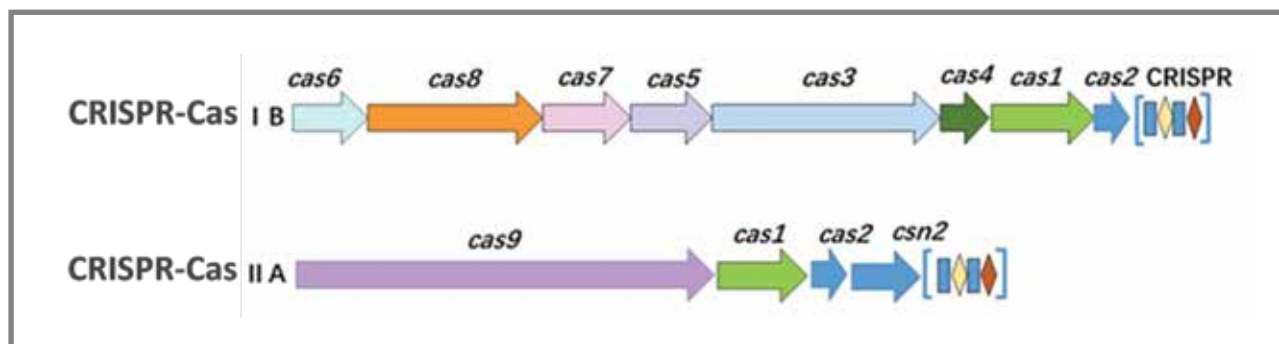 cas6 cas8 cas7 cas5 cas3 cas4 cas1 cas2 CRISPR
CRISPR-Cas I B
cas9 cas1 cas2 csn2
CRISPR-Cas II A